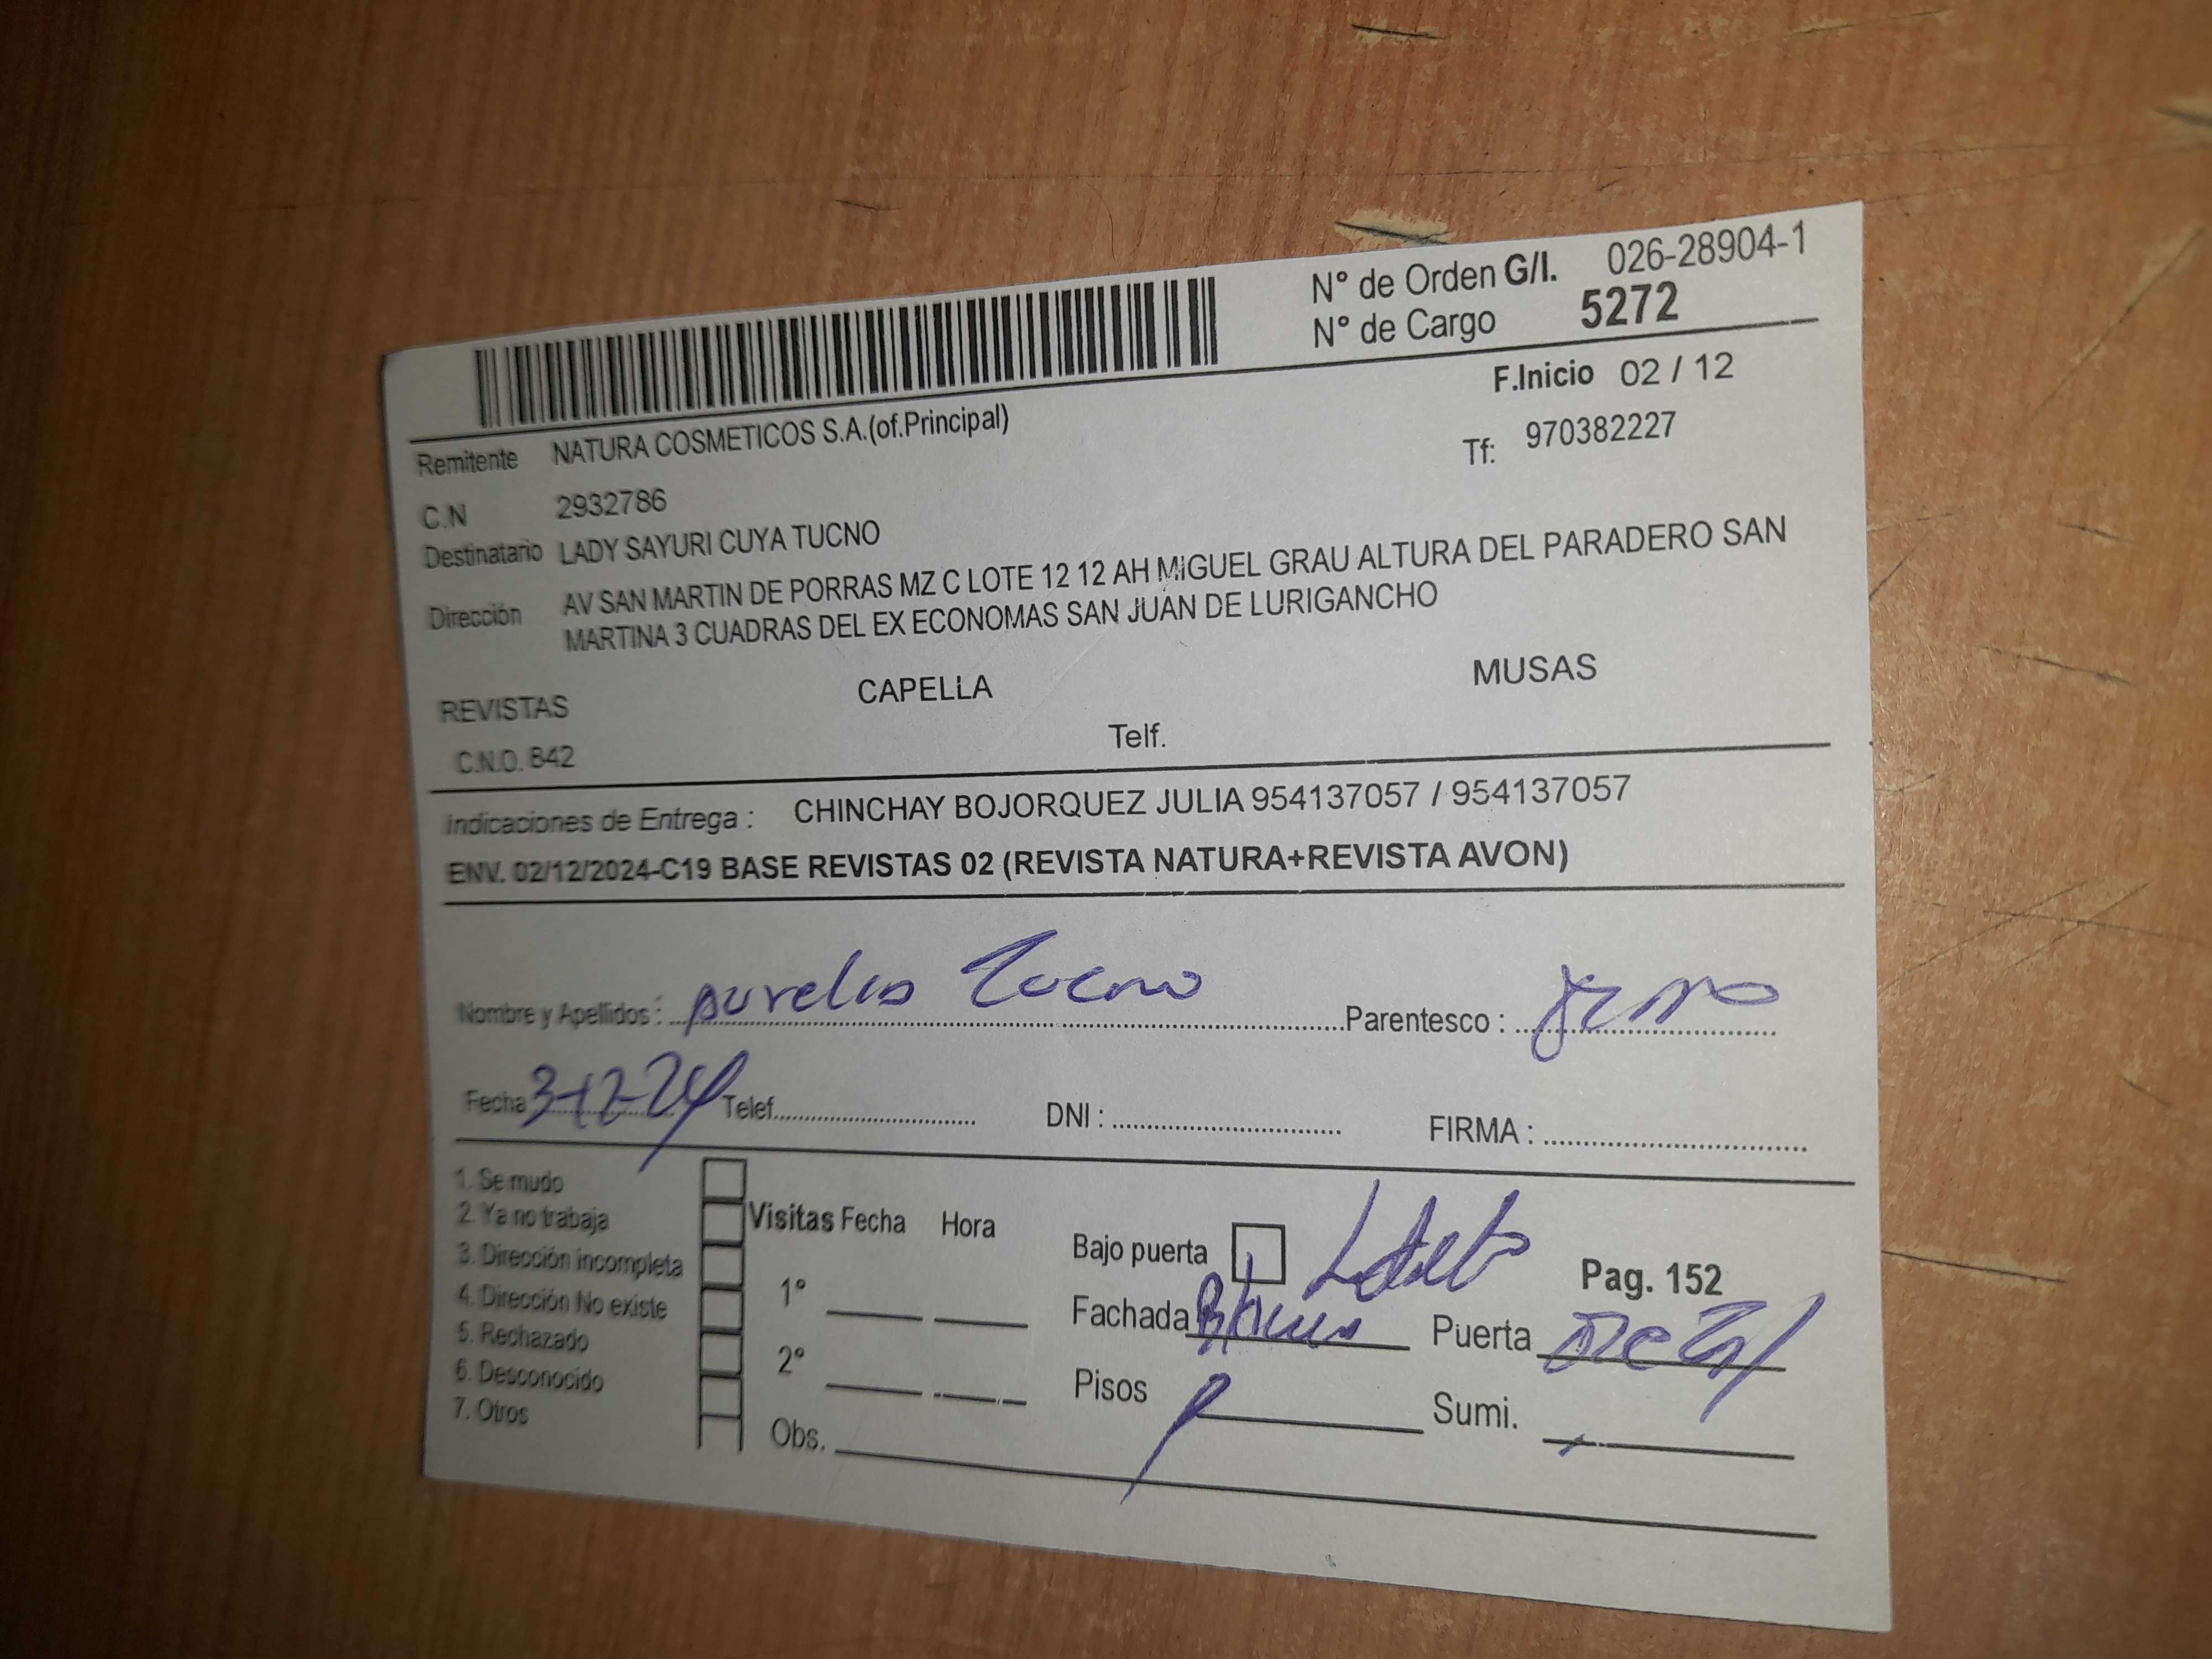 N° de Orden G/I. 026-28904-1
N° de Cargo 5272
F.Inicio 02 / 12
Remitente NATURA COSMETICOS S.A.(of.Principal)
Tf: 970382227
C.N 2932786
Destinatario LADY SAYURI CUYA TUCNO
Dirección AV SAN MARTIN DE PORRAS MZ C LOTE 12 12 AH MIGUEL GRAU ALTURA DEL PARADERO SAN
MARTINA 3 CUADRAS DEL EX ECONOMAS SAN JUAN DE LURIGANCHO
REVISTAS CAPELLA MUSAS
C.N.O. 842 Telf.
Indicaciones de Entrega : CHINCHAY BOJORQUEZ JULIA 954137057 / 954137057
ENV. 02/12/2024-C19 BASE REVISTAS 02 (REVISTA NATURA+REVISTA AVON)
Nombre y Apellidos : Tucno Parentesco :
Fecha 3-12-24 Telef. DNI : FIRMA :
1. Se mudo
2. Ya no trabaja
3. Dirección incompleta
4. Dirección No existe
5. Rechazado
6. Desconocido
7. Otros
Visitas Fecha Hora
1°
2°
Obs.
Bajo puerta Pag. 152
Fachada Puerta
Pisos Sumi.